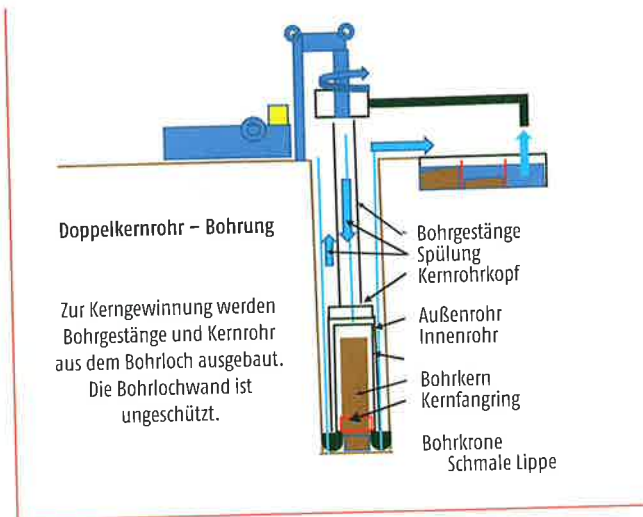 Doppelkernrohr – Bohrung
Zur Kerngewinnung werden
Bohrgestänge und Kernrohr
aus dem Bohrloch ausgebaut.
Die Bohrlochwand ist
ungeschützt.
Bohrgestänge
Spülung
Kernrohrkopf
Außenrohr
Innenrohr
Bohrkern
Kernfangring
Bohrkrone
Schmale Lippe